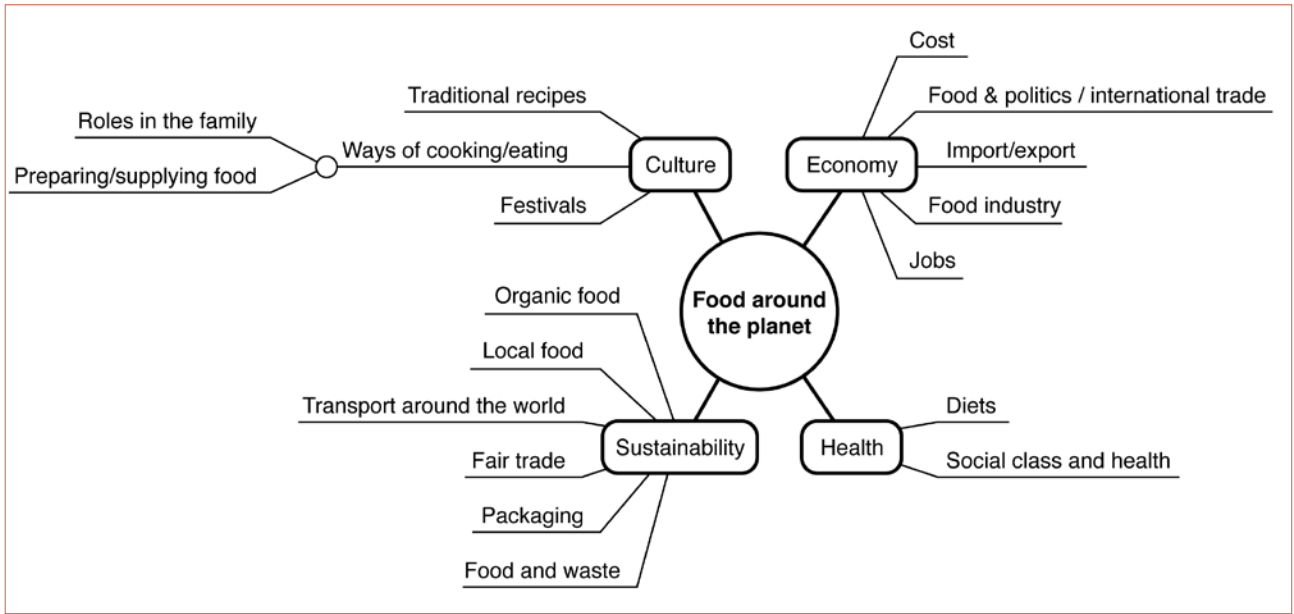 Cost
Traditional recipes
Food & politics / international trade
Roles in the family
Ways of cooking/eating
Culture
Economy
Import/export
Preparing/supplying food
Festivals
Food industry
Jobs
Food around
the planet
Organic food
Local food
Transport around the world
Diets
Sustainability
Health
Fair trade
Social class and health
Packaging
Food and waste